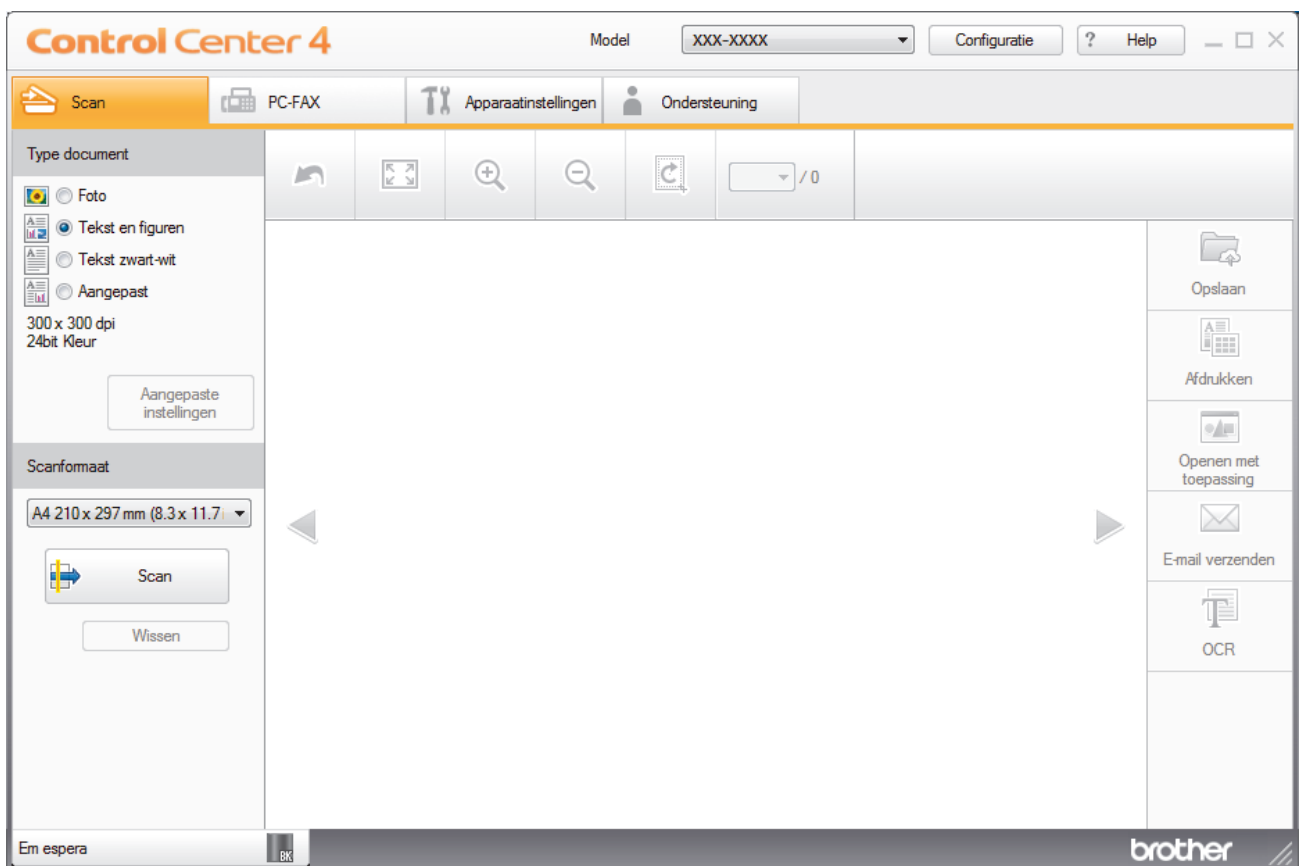 Control Center 4
Model
XXX-XXXX
Configuratie
? Help
Scan
PC-FAX
Apparaatinstellingen
Ondersteuning
Type document
Foto
Tekst en figuren
Tekst zwart-wit
Aangepast
300 x 300 dpi
24bit Kleur
Aangepaste
instellingen
Scanformaat
A4 210 x 297 mm (8.3 x 11.7
Scan
Wissen
/ 0
Opslaan
Afdrukken
Openen met
toepassing
E-mail verzenden
OCR
Em espera
BK
brother